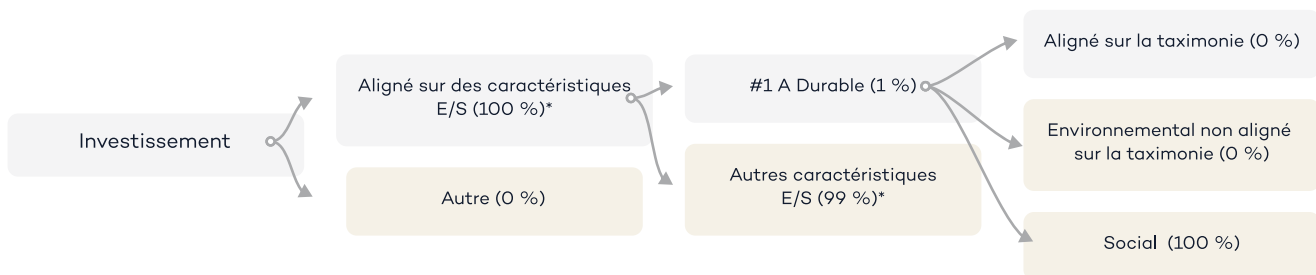 Investissement
Aligné sur des caractéristiques
E/S (100 %)*
Autre (0 %)
#1 A Durable (1 %)
Autres caractéristiques
E/S (99 %)*
Aligné sur la taximonie (0 %)
Environnemental non aligné
sur la taximonie (0 %)
Social (100 %)